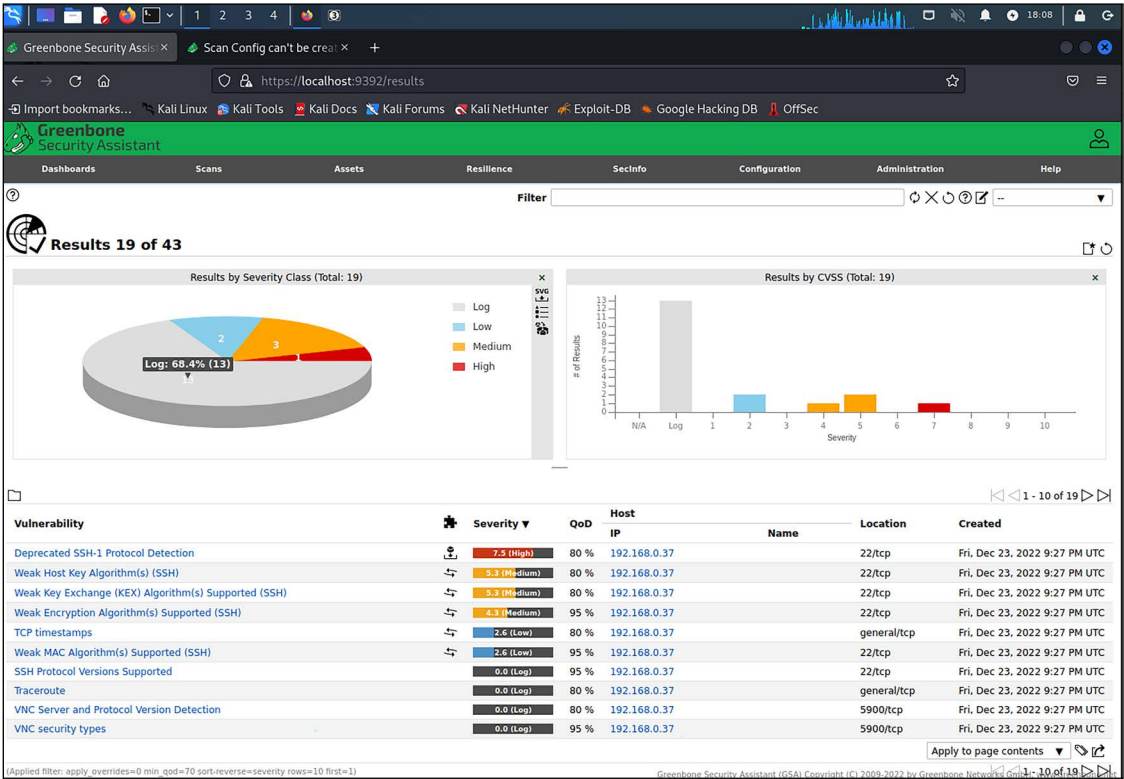 1 2 3 4 18:08
Greenbone Security Assis × Scan Config can't be creat × +
https://localhost:9392/results
Import bookmarks... Kali Linux Kali Tools Kali Docs Kali Forums Kali NetHunter Exploit-DB Google Hacking DB OffSec
Greenbone
Security Assistant
Dashboards Scans Assets Resilience SecInfo Configuration Administration Help
Filter --
Results 19 of 43
Results by Severity Class (Total: 19) ×
SVG
Log
Low
Medium
High
2
3
1
Log: 68.4% (13)
13
Results by CVSS (Total: 19) ×
# of Results
13
12
11
10
9
8
7
6
5
4
3
2
1
0
N/A Log 1 2 3 4 5 6 7 8 9 10
Severity
1 - 10 of 19
Vulnerability Severity ▼ QoD Host Location Created
IP Name
Deprecated SSH-1 Protocol Detection 7.5 (High) 80 % 192.168.0.37 22/tcp Fri, Dec 23, 2022 9:27 PM UTC
Weak Host Key Algorithm(s) (SSH) 5.3 (Medium) 80 % 192.168.0.37 22/tcp Fri, Dec 23, 2022 9:27 PM UTC
Weak Key Exchange (KEX) Algorithm(s) Supported (SSH) 5.3 (Medium) 80 % 192.168.0.37 22/tcp Fri, Dec 23, 2022 9:27 PM UTC
Weak Encryption Algorithm(s) Supported (SSH) 4.3 (Medium) 95 % 192.168.0.37 22/tcp Fri, Dec 23, 2022 9:27 PM UTC
TCP timestamps 2.6 (Low) 80 % 192.168.0.37 general/tcp Fri, Dec 23, 2022 9:27 PM UTC
Weak MAC Algorithm(s) Supported (SSH) 2.6 (Low) 95 % 192.168.0.37 22/tcp Fri, Dec 23, 2022 9:27 PM UTC
SSH Protocol Versions Supported 0.0 (Log) 95 % 192.168.0.37 22/tcp Fri, Dec 23, 2022 9:27 PM UTC
Traceroute 0.0 (Log) 80 % 192.168.0.37 general/tcp Fri, Dec 23, 2022 9:27 PM UTC
VNC Server and Protocol Version Detection 0.0 (Log) 80 % 192.168.0.37 5900/tcp Fri, Dec 23, 2022 9:27 PM UTC
VNC security types 0.0 (Log) 95 % 192.168.0.37 5900/tcp Fri, Dec 23, 2022 9:27 PM UTC
Apply to page contents ▼
(Applied filter: apply_overrides=0 min_qod=70 sort-reverse=severity rows=10 first=1) 1 - 10 of 19
Greenbone Security Assistant (GSA) Copyright (C) 2009-2022 by Greenbone Networks GmbH, www.greenbone.net